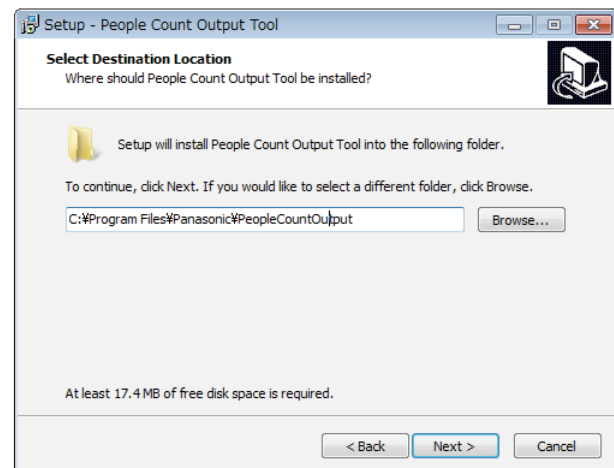 Setup - People Count Output Tool
Select Destination Location
Where should People Count Output Tool be installed?
Setup will install People Count Output Tool into the following folder.
To continue, click Next. If you would like to select a different folder, click Browse.
C:¥Program Files¥Panasonic¥PeopleCountOutput
Browse...
At least 17.4 MB of free disk space is required.
< Back
Next >
Cancel